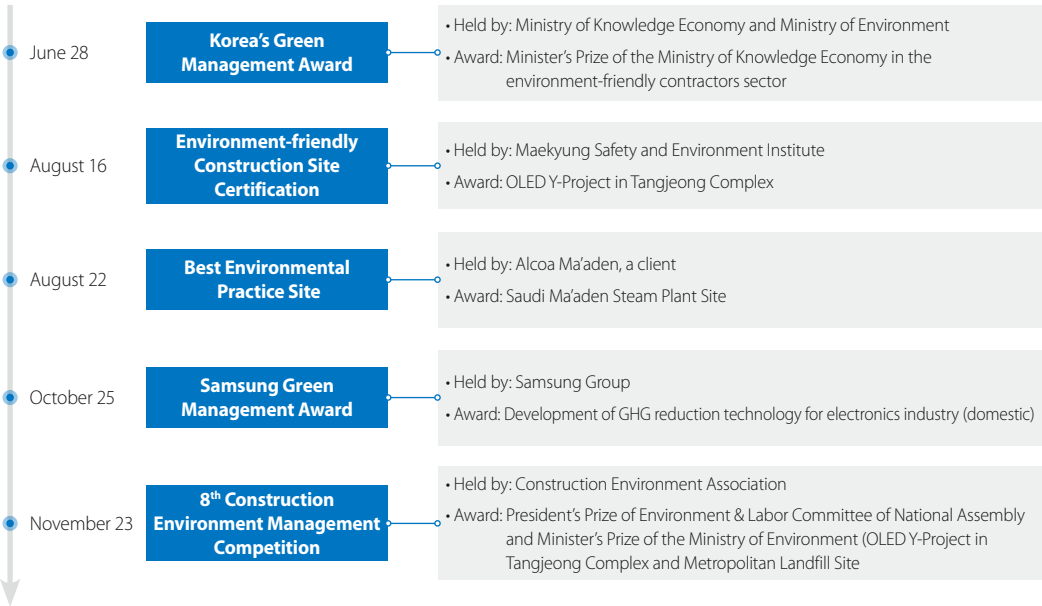 June 28
Korea’s Green
Management Award
• Held by: Ministry of Knowledge Economy and Ministry of Environment
• Award: Minister’s Prize of the Ministry of Knowledge Economy in the
environment-friendly contractors sector
August 16
Environment-friendly
Construction Site
Certification
• Held by: Maekyung Safety and Environment Institute
• Award: OLED Y-Project in Tangjeong Complex
August 22
Best Environmental
Practice Site
• Held by: Alcoa Ma’aden, a client
• Award: Saudi Ma’aden Steam Plant Site
October 25
Samsung Green
Management Award
• Held by: Samsung Group
• Award: Development of GHG reduction technology for electronics industry (domestic)
November 23
8th Construction
Environment Management
Competition
• Held by: Construction Environment Association
• Award: President’s Prize of Environment & Labor Committee of National Assembly
and Minister’s Prize of the Ministry of Environment (OLED Y-Project in
Tangjeong Complex and Metropolitan Landfill Site